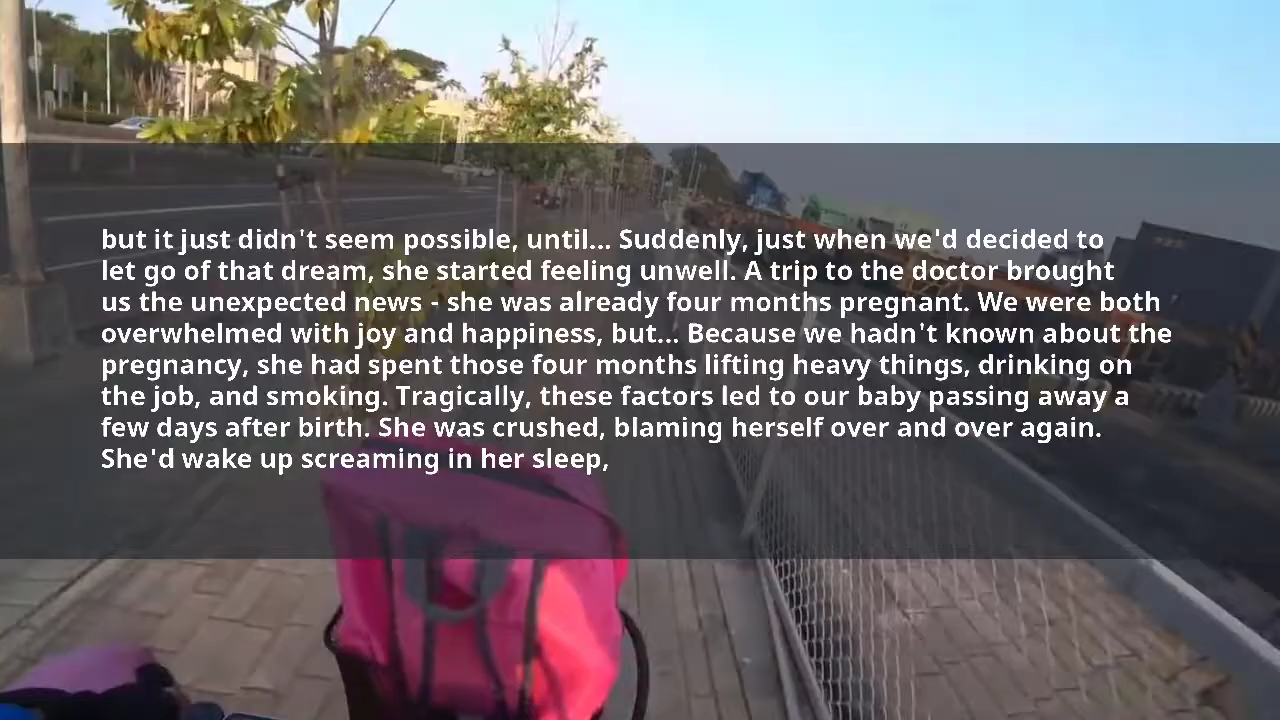 but it just didn't seem possible, until... Suddenly, just when we'd decided to
let go of that dream, she started feeling unwell. A trip to the doctor brought
us the unexpected news - she was already four months pregnant. We were both
overwhelmed with joy and happiness, but... Because we hadn't known about the
pregnancy, she had spent those four months lifting heavy things, drinking on
the job, and smoking. Tragically, these factors led to our baby passing away a
few days after birth. She was crushed, blaming herself over and over again.
She'd wake up screaming in her sleep,